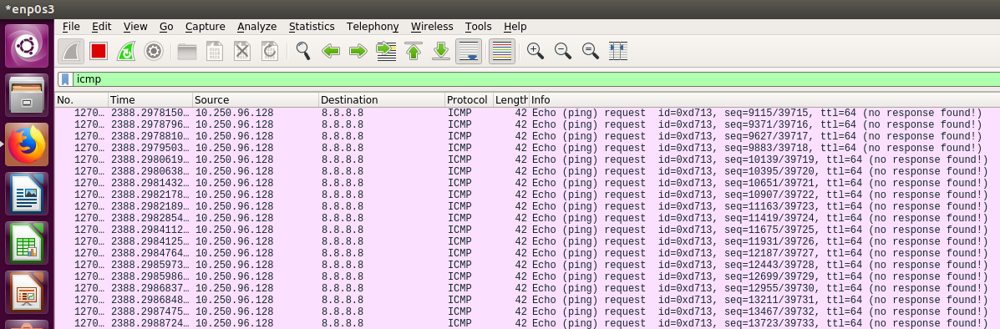 *enp0s3
File Edit View Go Capture Analyze Statistics Telephony Wireless Tools Help
icmp
No. Time Source Destination Protocol Length Info
1270… 2388.2978150… 10.250.96.128 8.8.8.8 ICMP 42 Echo (ping) request id=0xd713, seq=9115/39715, ttl=64 (no response found!)
1270… 2388.2978796… 10.250.96.128 8.8.8.8 ICMP 42 Echo (ping) request id=0xd713, seq=9371/39716, ttl=64 (no response found!)
1270… 2388.2978810… 10.250.96.128 8.8.8.8 ICMP 42 Echo (ping) request id=0xd713, seq=9627/39717, ttl=64 (no response found!)
1270… 2388.2979503… 10.250.96.128 8.8.8.8 ICMP 42 Echo (ping) request id=0xd713, seq=9883/39718, ttl=64 (no response found!)
1270… 2388.2980619… 10.250.96.128 8.8.8.8 ICMP 42 Echo (ping) request id=0xd713, seq=10139/39719, ttl=64 (no response found!)
1270… 2388.2980638… 10.250.96.128 8.8.8.8 ICMP 42 Echo (ping) request id=0xd713, seq=10395/39720, ttl=64 (no response found!)
1270… 2388.2981432… 10.250.96.128 8.8.8.8 ICMP 42 Echo (ping) request id=0xd713, seq=10651/39721, ttl=64 (no response found!)
1270… 2388.2982178… 10.250.96.128 8.8.8.8 ICMP 42 Echo (ping) request id=0xd713, seq=10907/39722, ttl=64 (no response found!)
1270… 2388.2982189… 10.250.96.128 8.8.8.8 ICMP 42 Echo (ping) request id=0xd713, seq=11163/39723, ttl=64 (no response found!)
1270… 2388.2982854… 10.250.96.128 8.8.8.8 ICMP 42 Echo (ping) request id=0xd713, seq=11419/39724, ttl=64 (no response found!)
1270… 2388.2984112… 10.250.96.128 8.8.8.8 ICMP 42 Echo (ping) request id=0xd713, seq=11675/39725, ttl=64 (no response found!)
1270… 2388.2984125… 10.250.96.128 8.8.8.8 ICMP 42 Echo (ping) request id=0xd713, seq=11931/39726, ttl=64 (no response found!)
1270… 2388.2984764… 10.250.96.128 8.8.8.8 ICMP 42 Echo (ping) request id=0xd713, seq=12187/39727, ttl=64 (no response found!)
1270… 2388.2985973… 10.250.96.128 8.8.8.8 ICMP 42 Echo (ping) request id=0xd713, seq=12443/39728, ttl=64 (no response found!)
1270… 2388.2985986… 10.250.96.128 8.8.8.8 ICMP 42 Echo (ping) request id=0xd713, seq=12699/39729, ttl=64 (no response found!)
1270… 2388.2986837… 10.250.96.128 8.8.8.8 ICMP 42 Echo (ping) request id=0xd713, seq=12955/39730, ttl=64 (no response found!)
1270… 2388.2986848… 10.250.96.128 8.8.8.8 ICMP 42 Echo (ping) request id=0xd713, seq=13211/39731, ttl=64 (no response found!)
1270… 2388.2987475… 10.250.96.128 8.8.8.8 ICMP 42 Echo (ping) request id=0xd713, seq=13467/39732, ttl=64 (no response found!)
1270… 2388.2988724… 10.250.96.128 8.8.8.8 ICMP 42 Echo (ping) request id=0xd713, seq=13723/39733, ttl=64 (no response found!)